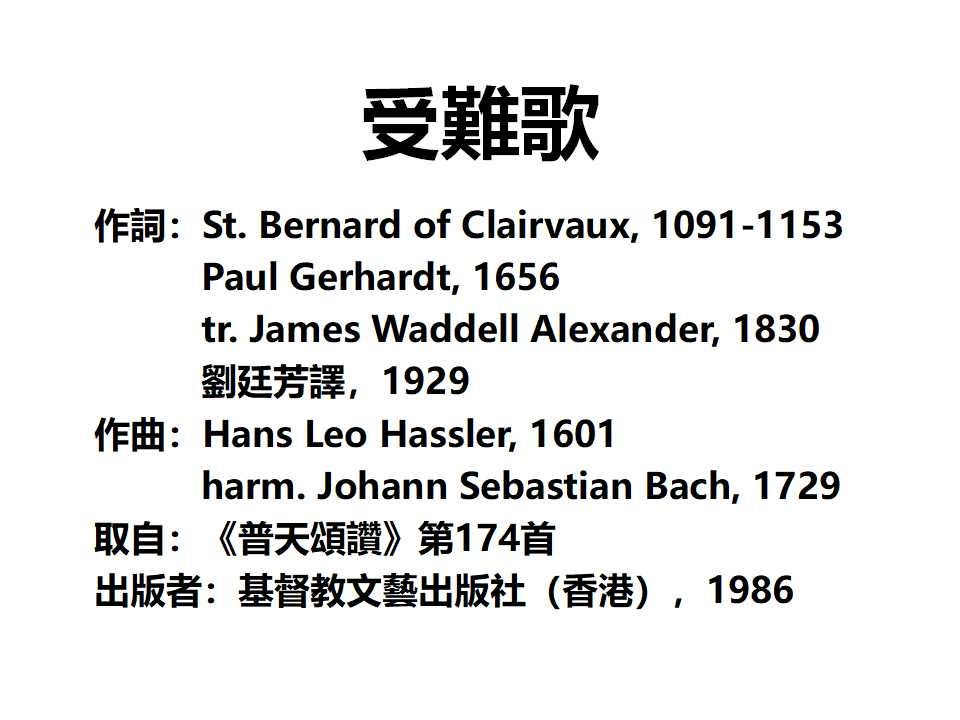 受難歌
作詞：St. Bernard of Clairvaux, 1091-1153
Paul Gerhardt, 1656
tr. James Waddell Alexander, 1830
劉廷芳譯，1929
作曲：Hans Leo Hassler, 1601
harm. Johann Sebastian Bach, 1729
取自：《普天頌讚》第174首
出版者：基督教文藝出版社（香港），1986